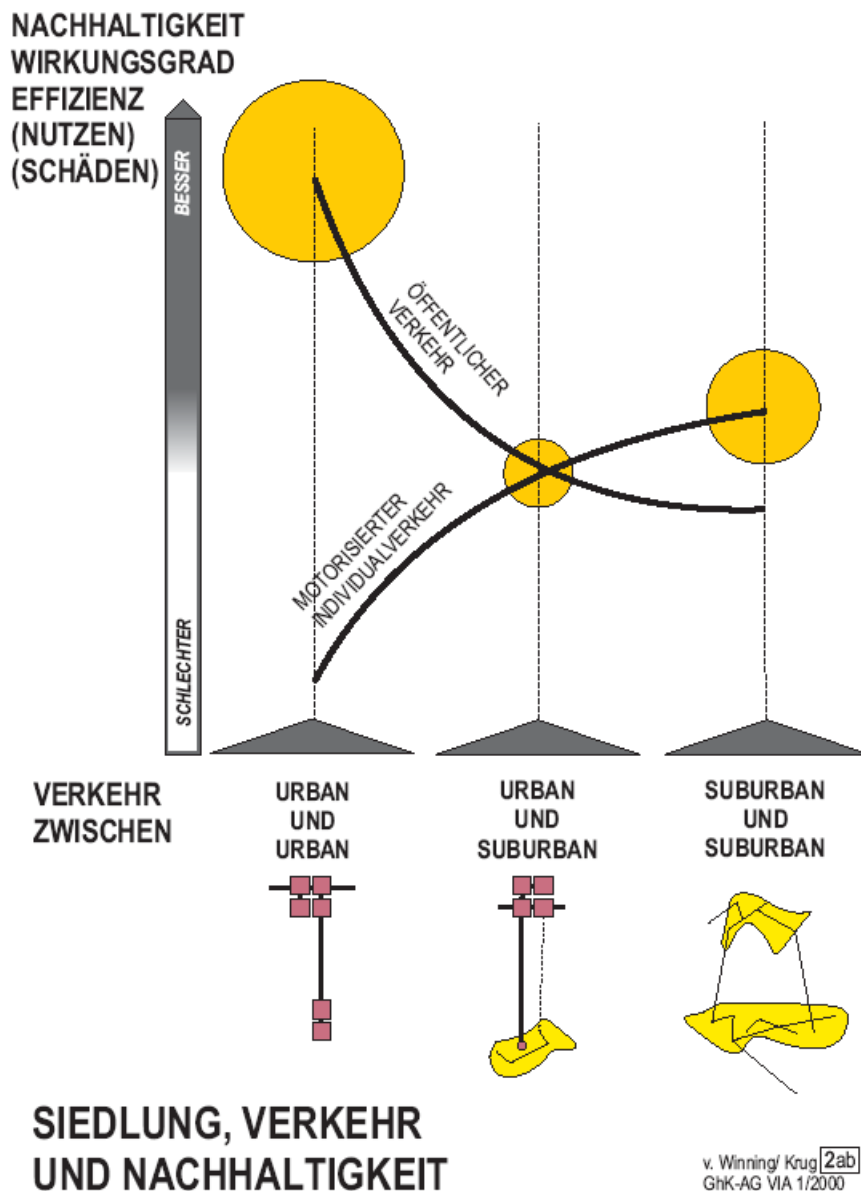 NACHHALTIGKEIT
WIRKUNGSGRAD
EFFIZIENZ
(NUTZEN)
(SCHÄDEN)
BESSER
SCHLECHTER
ÖFFENTLICHER
VERKEHR
MOTORISIERTER
INDIVIDUALVERKEHR
VERKEHR
ZWISCHEN
URBAN
UND
URBAN
URBAN
UND
SUBURBAN
SUBURBAN
UND
SUBURBAN
SIEDLUNG, VERKEHR
UND NACHHALTIGKEIT
v. Winning/ Krug 2ab
GhK-AG VIA 1/2000